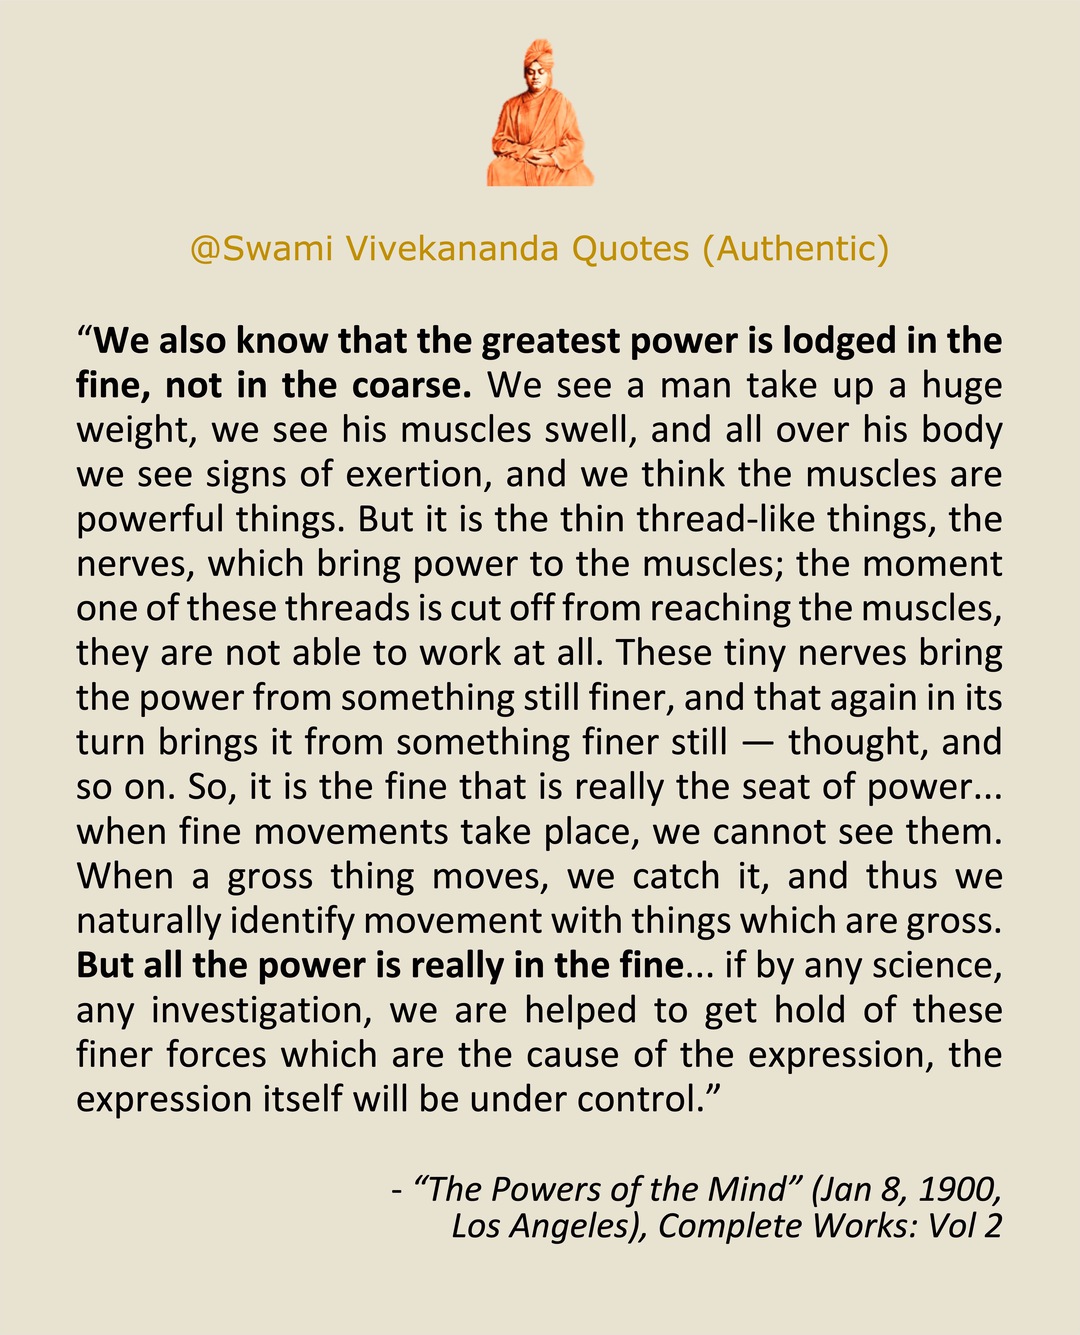 @Swami Vivekananda Quotes (Authentic)
“We also know that the greatest power is lodged in the
fine, not in the coarse. We see a man take up a huge
weight, we see his muscles swell, and all over his body
we see signs of exertion, and we think the muscles are
powerful things. But it is the thin thread-like things, the
nerves, which bring power to the muscles; the moment
one of these threads is cut off from reaching the muscles,
they are not able to work at all. These tiny nerves bring
the power from something still finer, and that again in its
turn brings it from something finer still — thought, and
so on. So, it is the fine that is really the seat of power...
when fine movements take place, we cannot see them.
When a gross thing moves, we catch it, and thus we
naturally identify movement with things which are gross.
But all the power is really in the fine... if by any science,
any investigation, we are helped to get hold of these
finer forces which are the cause of the expression, the
expression itself will be under control.”
- “The Powers of the Mind” (Jan 8, 1900,
Los Angeles), Complete Works: Vol 2